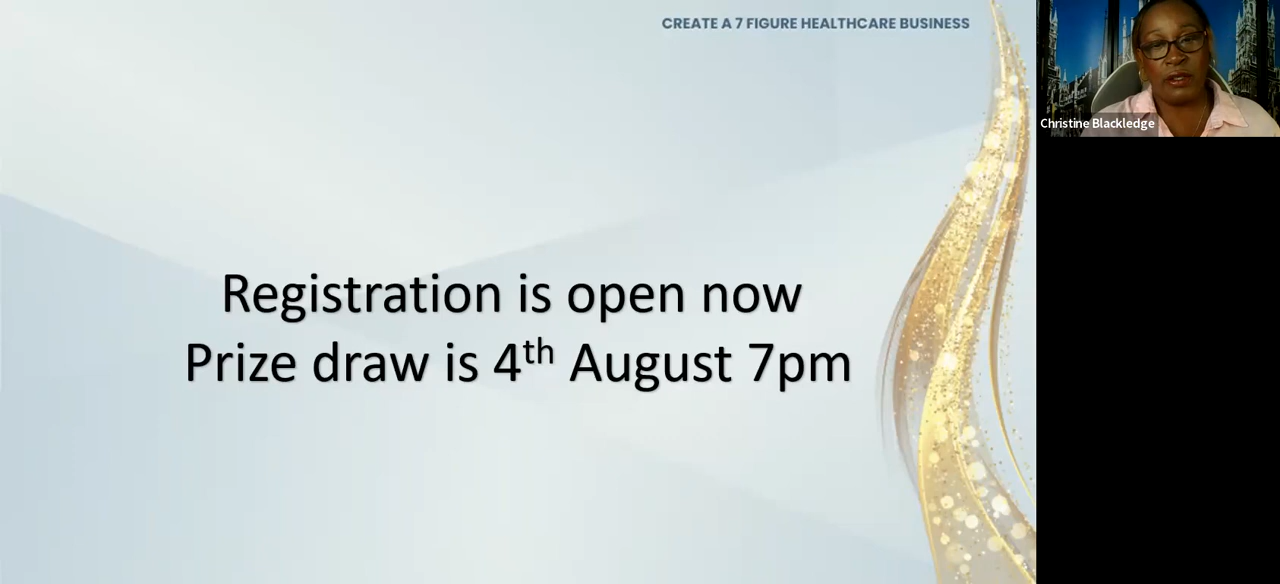 CREATE A 7 FIGURE HEALTHCARE BUSINESS
Christine Blackledge
Registration is open now
Prize draw is 4th August 7pm